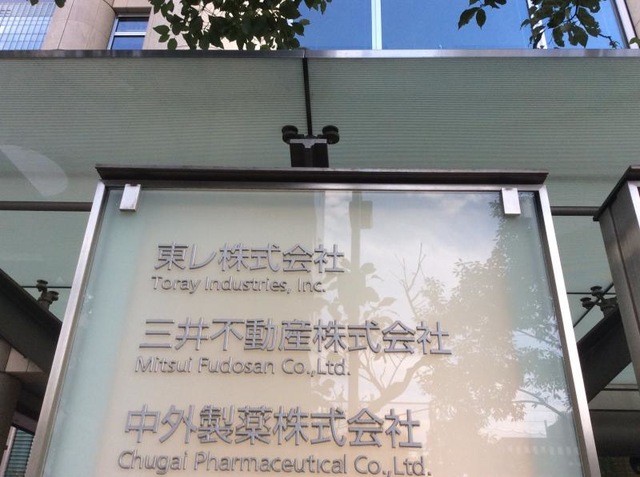 東レ株式会社
Toray Industries, Inc.
三井不動産株式会社
Mitsui Fudosan Co.,Ltd.
中外製薬株式会社
Chugai Pharmaceutical Co.,Ltd.